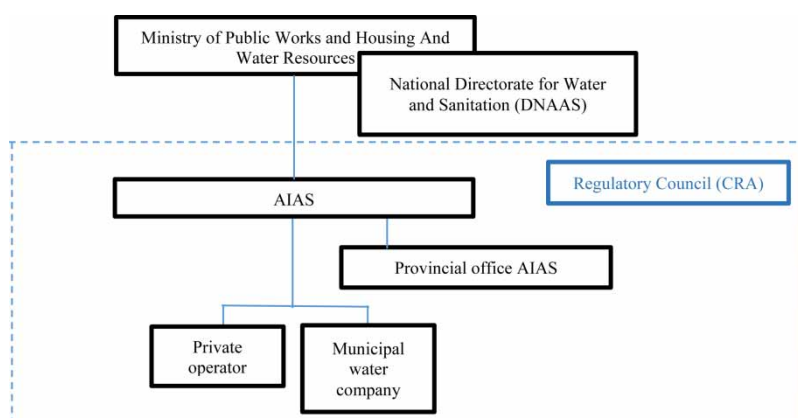 Ministry of Public Works and Housing And
Water Resources
National Directorate for Water
and Sanitation (DNAAS)
Regulatory Council (CRA)
AIAS
Provincial office AIAS
Private
operator
Municipal
water
company